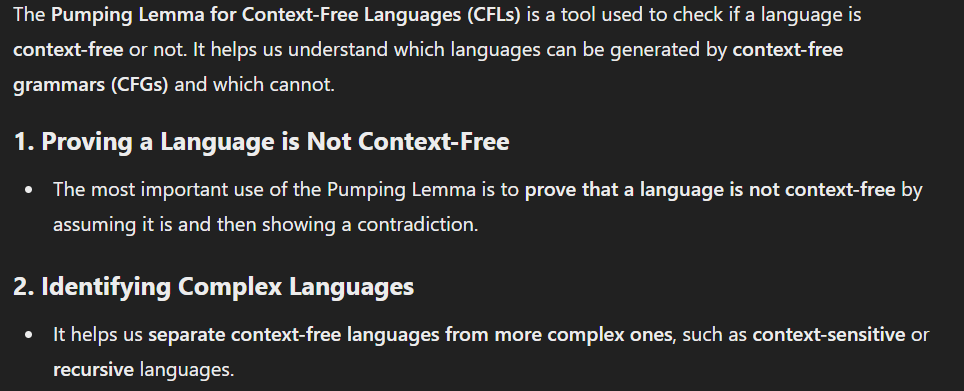 The Pumping Lemma for Context-Free Languages (CFLs) is a tool used to check if a language is
context-free or not. It helps us understand which languages can be generated by context-free
grammars (CFGs) and which cannot.
1. Proving a Language is Not Context-Free
• The most important use of the Pumping Lemma is to prove that a language is not context-free by
assuming it is and then showing a contradiction.
2. Identifying Complex Languages
• It helps us separate context-free languages from more complex ones, such as context-sensitive or
recursive languages.